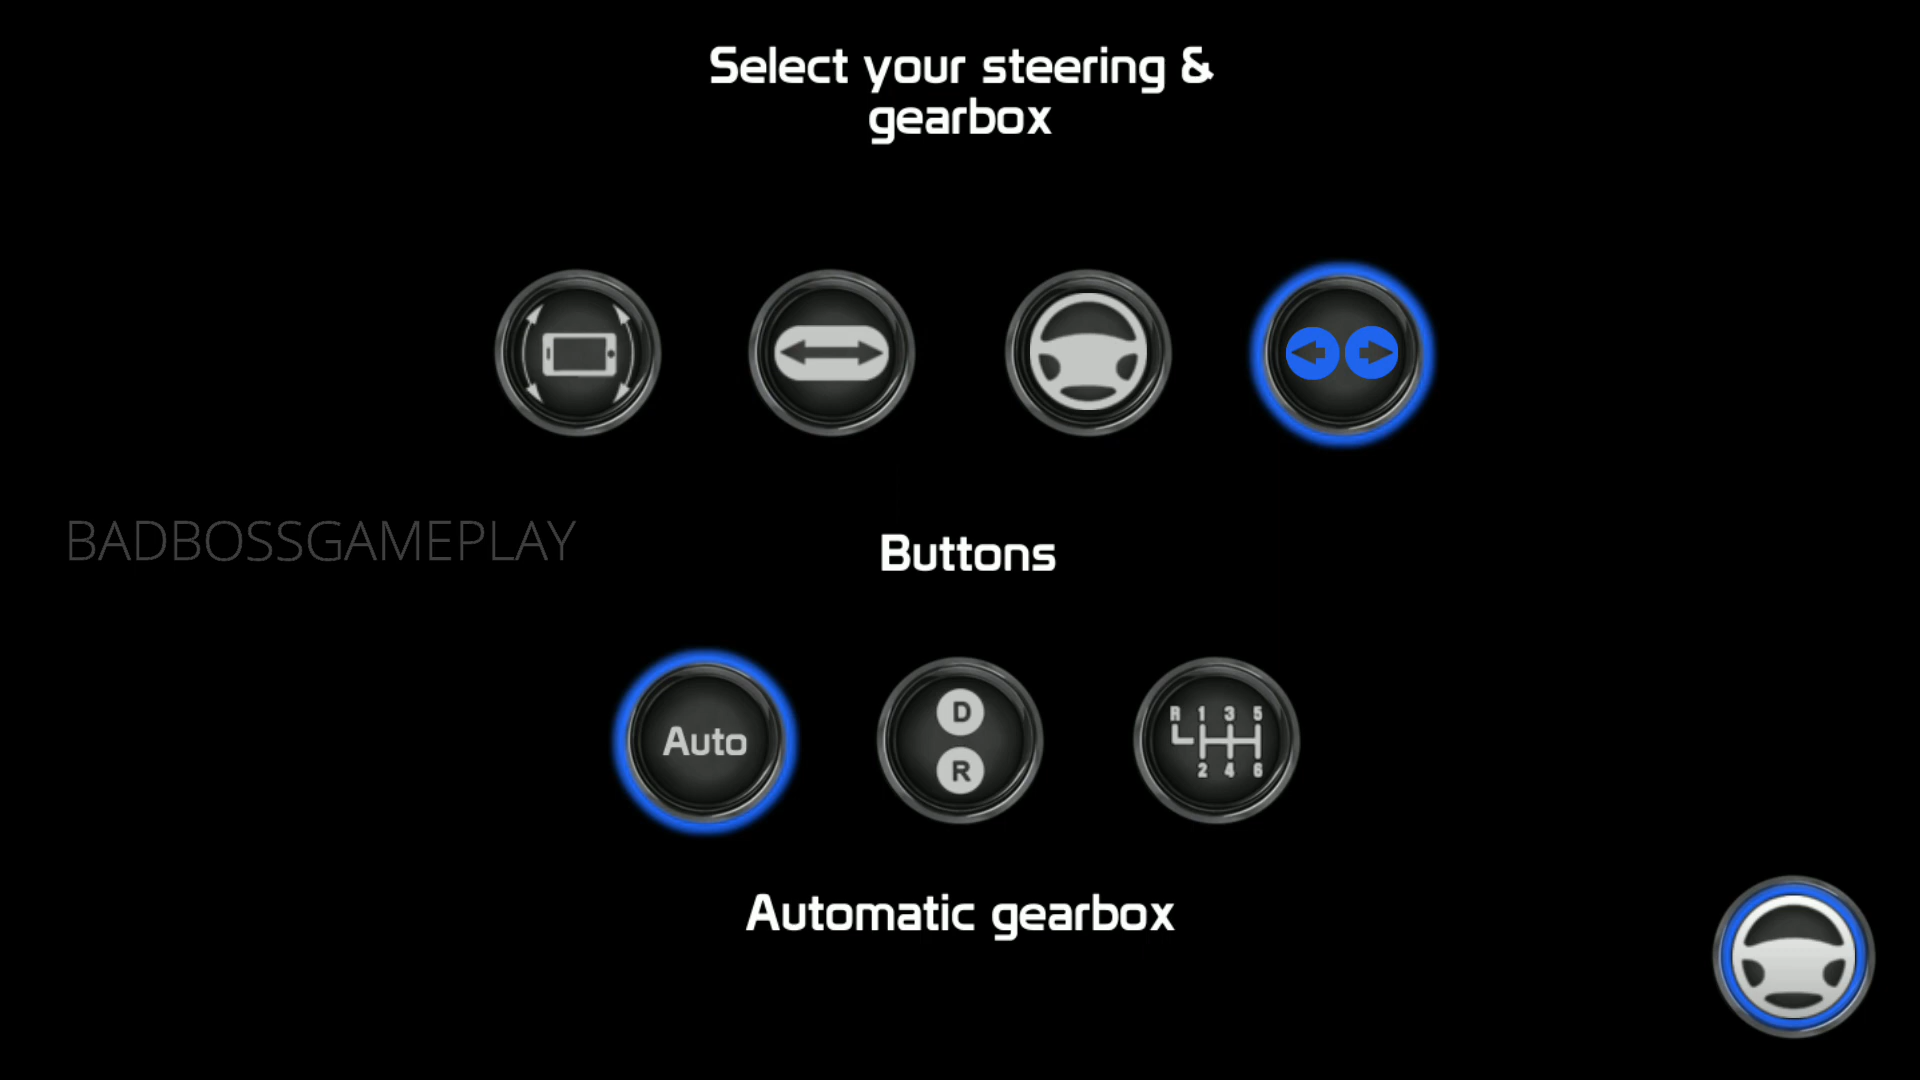 Select your steering &
gearbox
BADBOSSGAMEPLAY
Buttons
Auto
D
R
R 1 3 5
2 4 6
Automatic gearbox